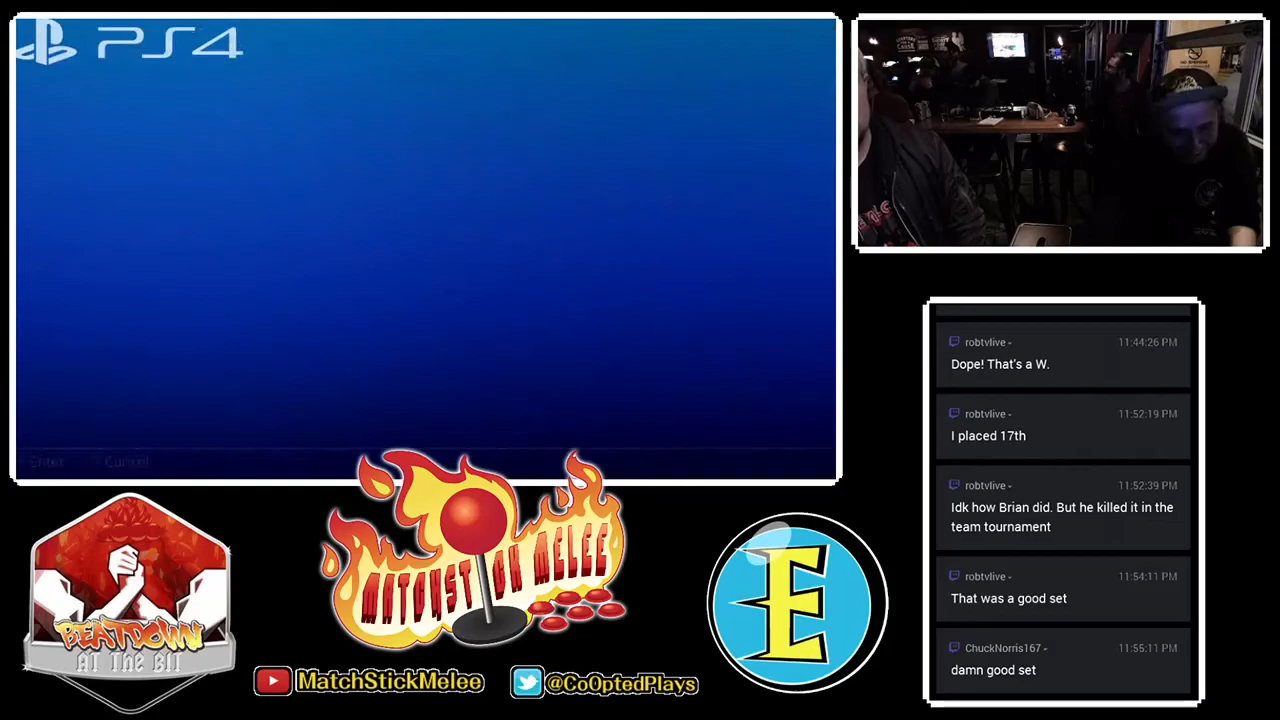 PS4
Enter
Cancel
robtvlive -
11:44:26 PM
Dope! That's a W.
robtvlive -
11:52:19 PM
I placed 17th
robtvlive -
11:52:39 PM
Idk how Brian did. But he killed it in the
team tournament
robtvlive -
11:54:11 PM
That was a good set
ChuckNorris167 -
11:55:11 PM
damn good set
BEATDOWN
AT THE BIT
MATCHSTICK MELEE
MatchStickMelee
@CoOptedPlays
E